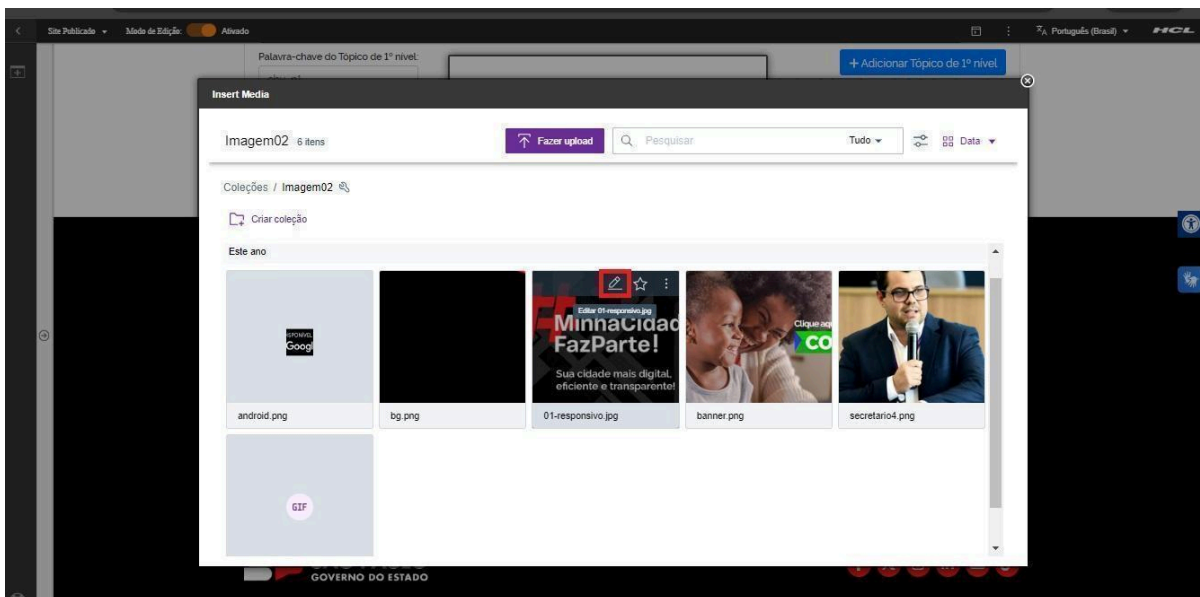 Site Publicado
Modo de Edição:
Ativado
Português (Brasil)
HCL
Palavra-chave do Tópico de 1º nível:
+ Adicionar Tópico de 1º nível
Insert Media
Imagem02 6 itens
Fazer upload
Pesquisar
Tudo
Data
Coleções / Imagem02
Criar coleção
Este ano
Googl
Editar 01-responsivo.jpg
MinhaCidad
FazParte!
Sua cidade mais digital,
eficiente e transparente!
Clique aq
CO
android.png
bg.png
01-responsivo.jpg
banner.png
secretario4.png
GIF
GOVERNO DO ESTADO